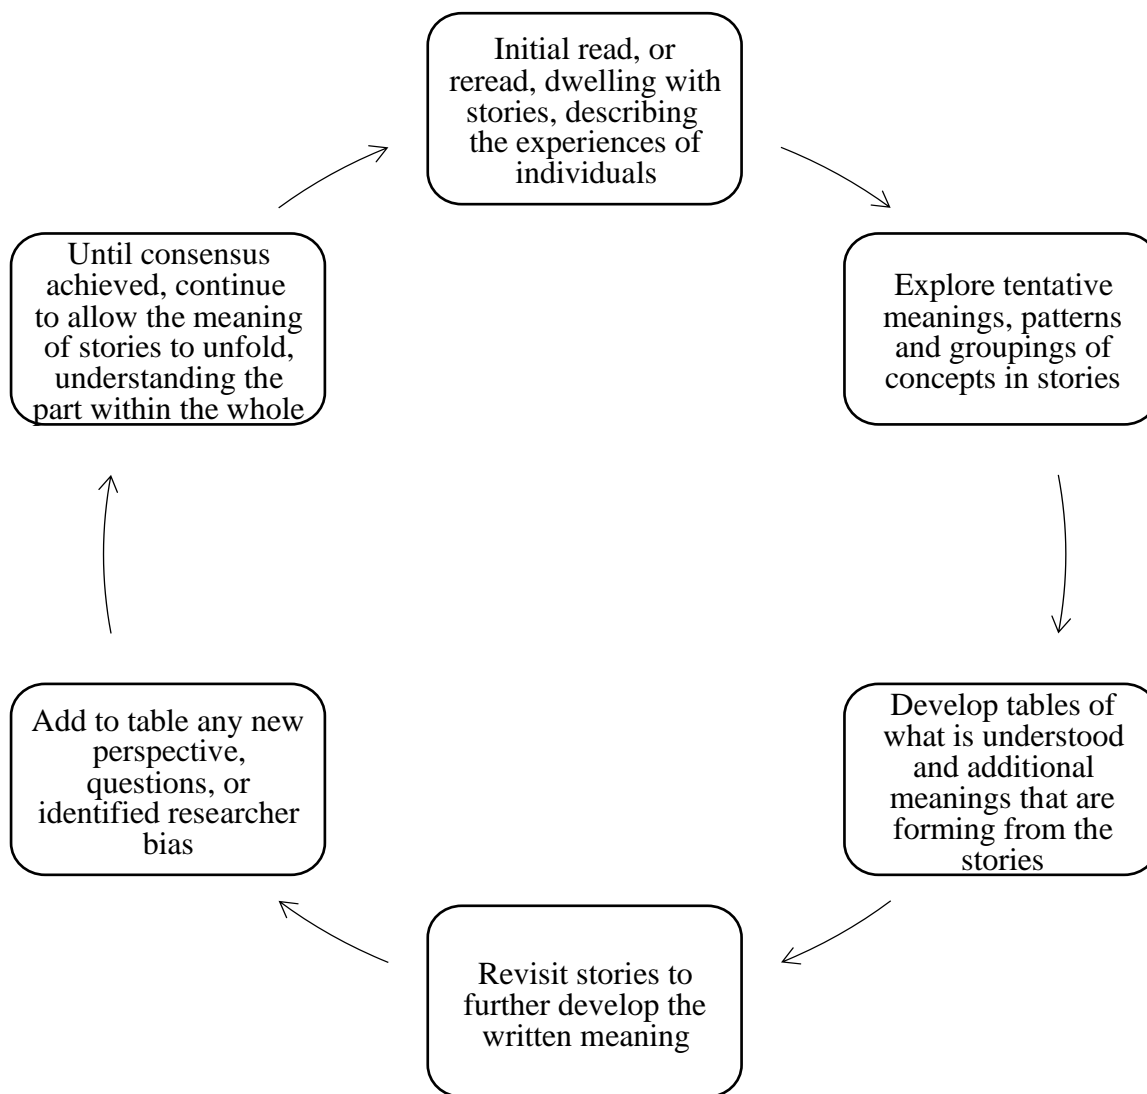 Initial read, or
reread, dwelling with
stories, describing
the experiences of
individuals
Explore tentative
meanings, patterns
and groupings of
concepts in stories
Develop tables of
what is understood
and additional
meanings that are
forming from the
stories
Revisit stories to
further develop the
written meaning
Add to table any new
perspective,
questions, or
identified researcher
bias
Until consensus
achieved, continue
to allow the meaning
of stories to unfold,
understanding the
part within the whole